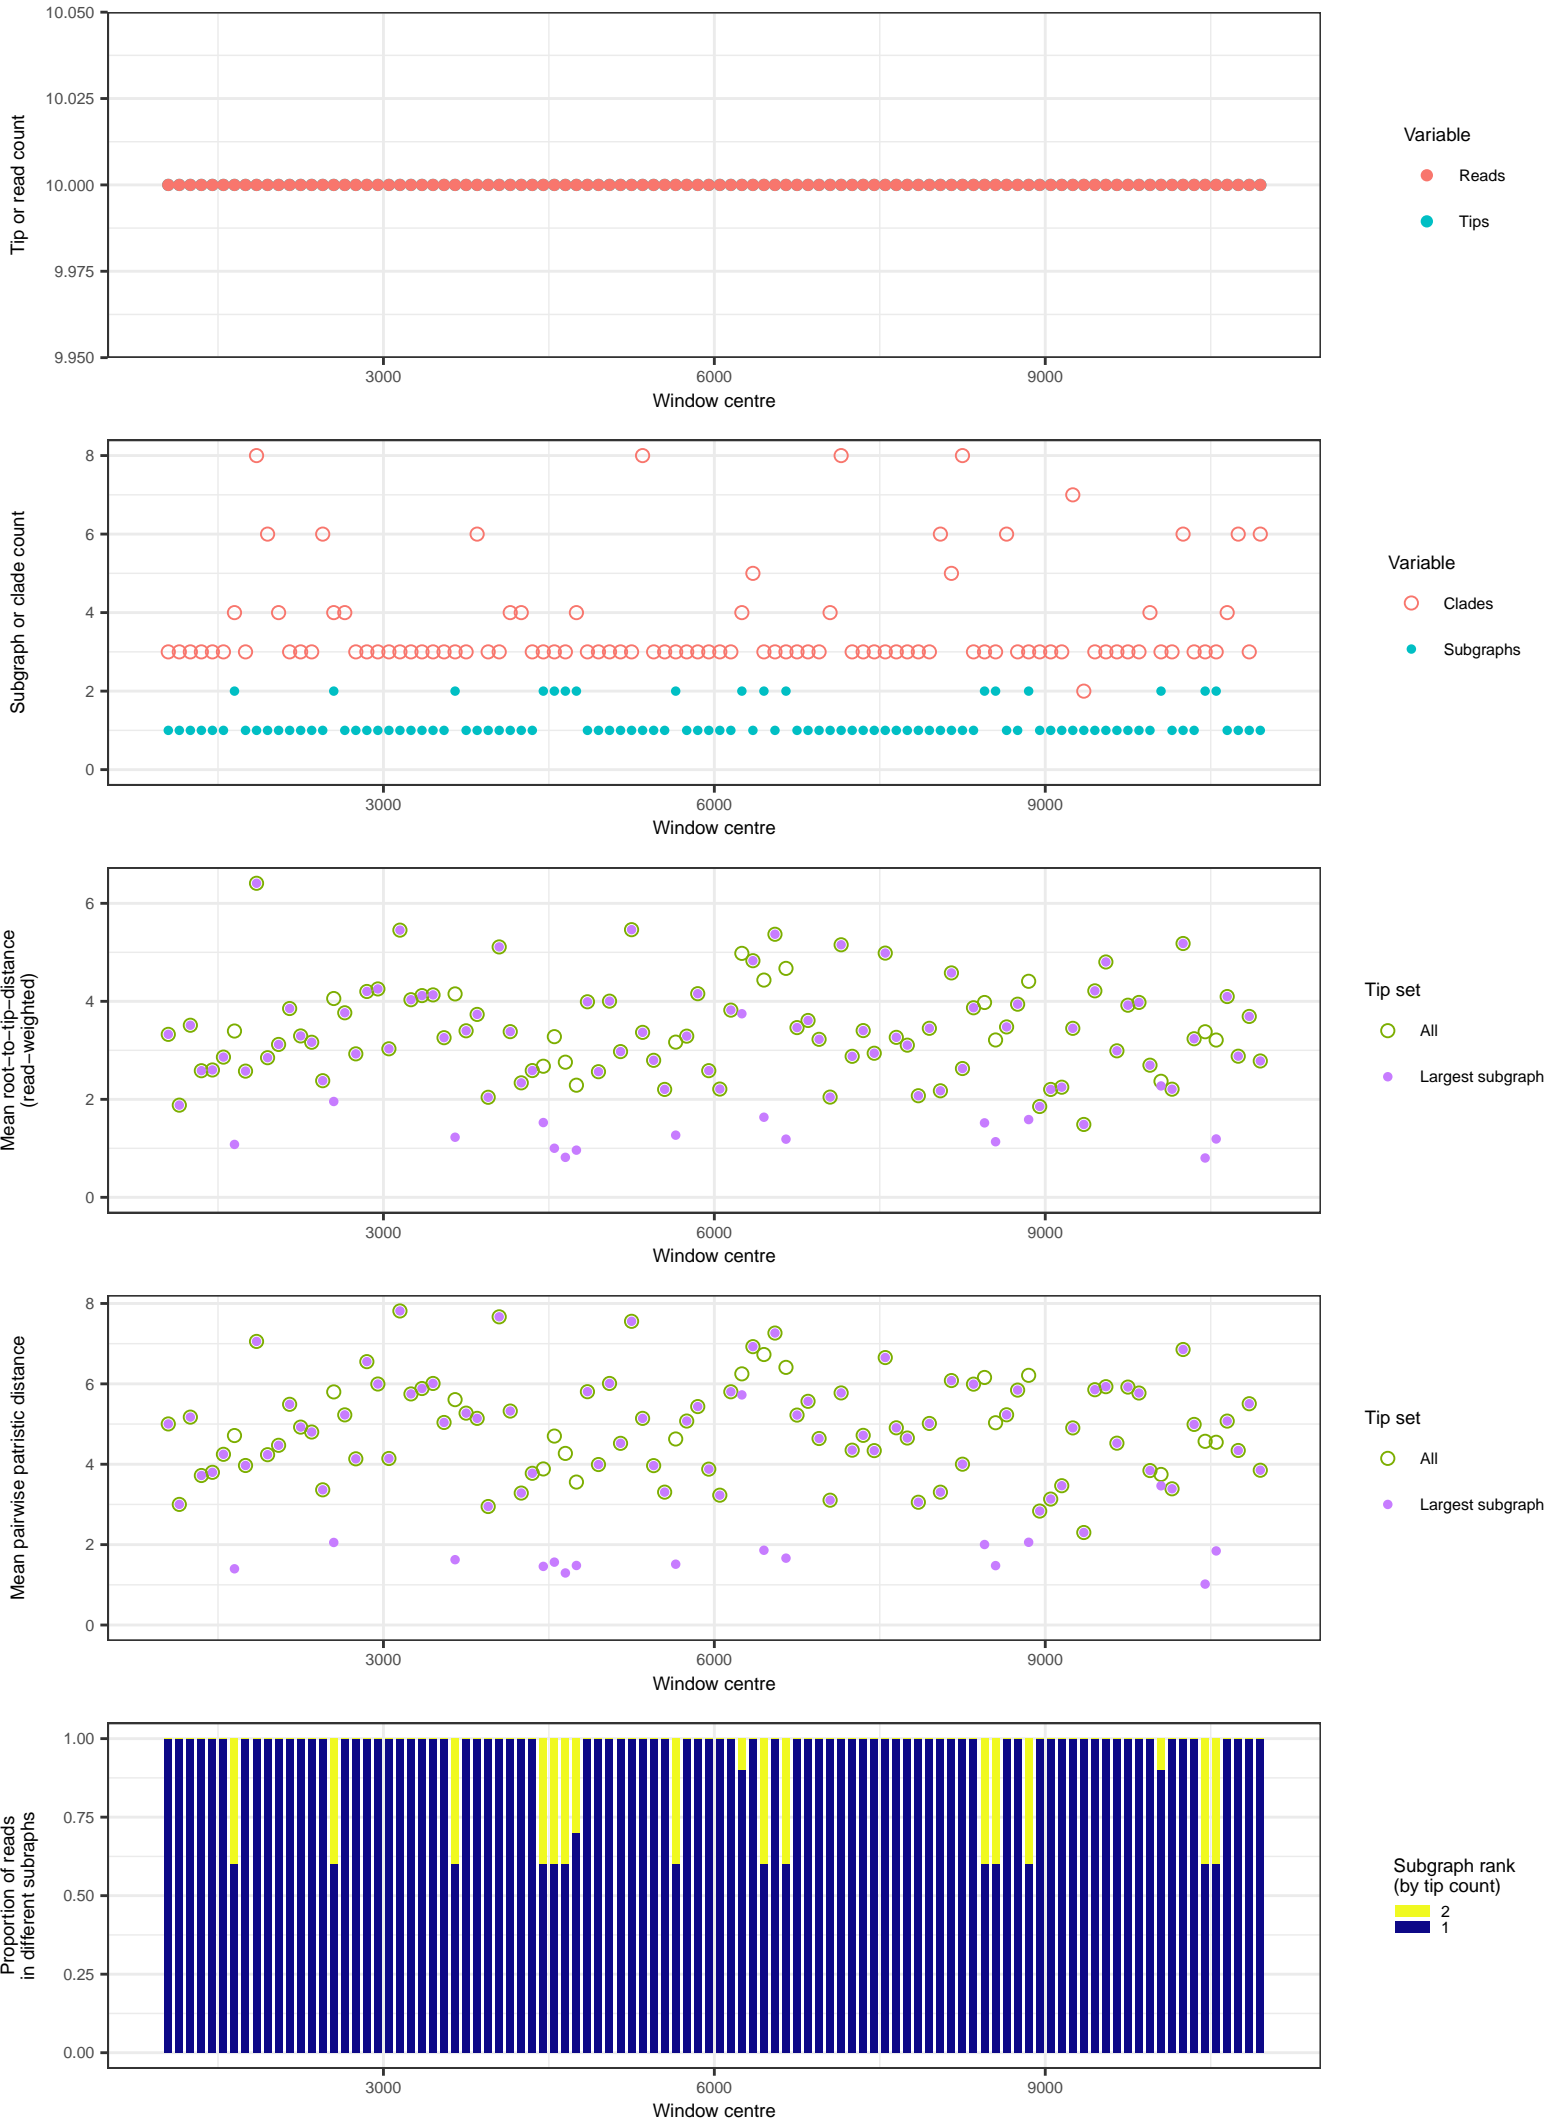 10.050
10.025
10.000
9.975
9.950
Tip or read count
3000 6000 9000
Window centre
Variable
Reads
Tips
8
6
4
2
0
Subgraph or clade count
3000 6000 9000
Window centre
Variable
Clades
Subgraphs
6
4
2
0
Mean root−to−tip−distance
(read−weighted)
3000 6000 9000
Window centre
Tip set
All
Largest subgraph
8
6
4
2
0
Mean pairwise patristic distance
3000 6000 9000
Window centre
Tip set
All
Largest subgraph
1.00
0.75
0.50
0.25
0.00
Proportion of reads
in different subraphs
3000 6000 9000
Window centre
Subgraph rank
(by tip count)
2
1